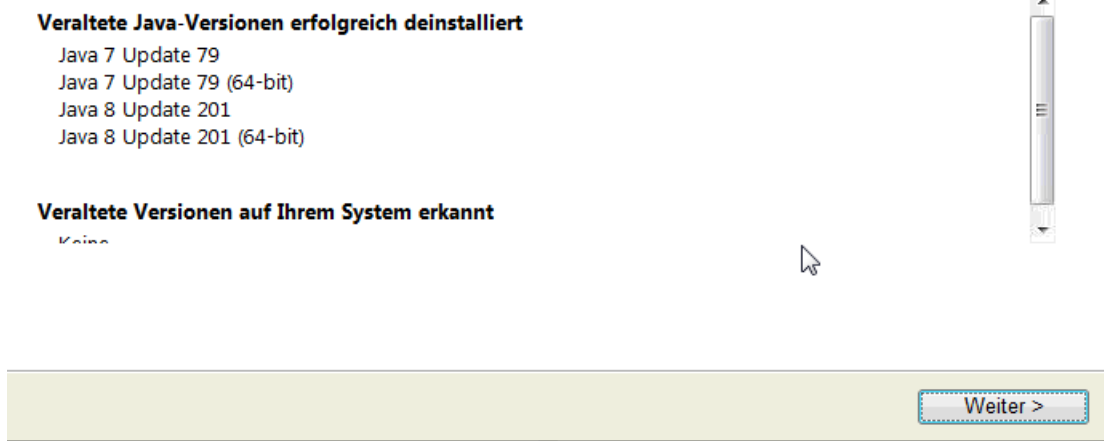 Veraltete Java-Versionen erfolgreich deinstalliert
Java 7 Update 79
Java 7 Update 79 (64-bit)
Java 8 Update 201
Java 8 Update 201 (64-bit)
Veraltete Versionen auf Ihrem System erkannt
Keine
Weiter >